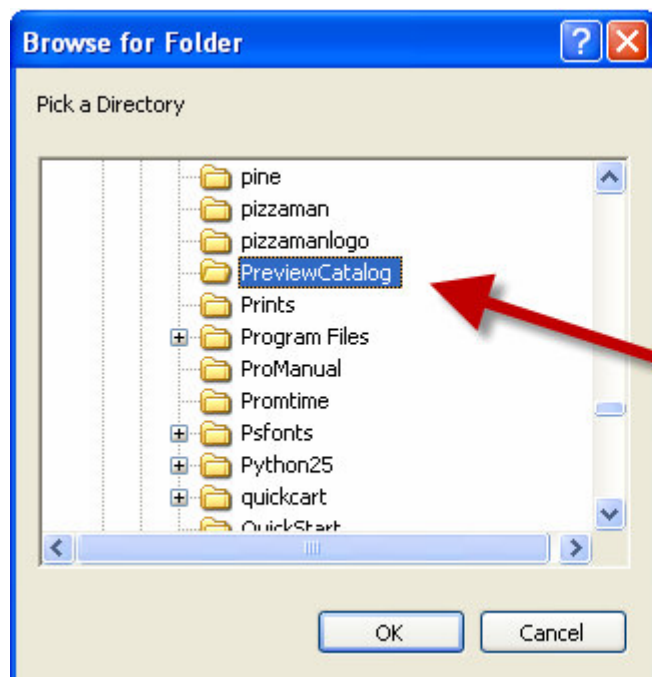 Browse for Folder
Pick a Directory
pine
pizzaman
pizzamanlogo
PreviewCatalog
Prints
Program Files
ProManual
Promtime
Psfonts
Python25
quickcart
QuickStart
OK Cancel